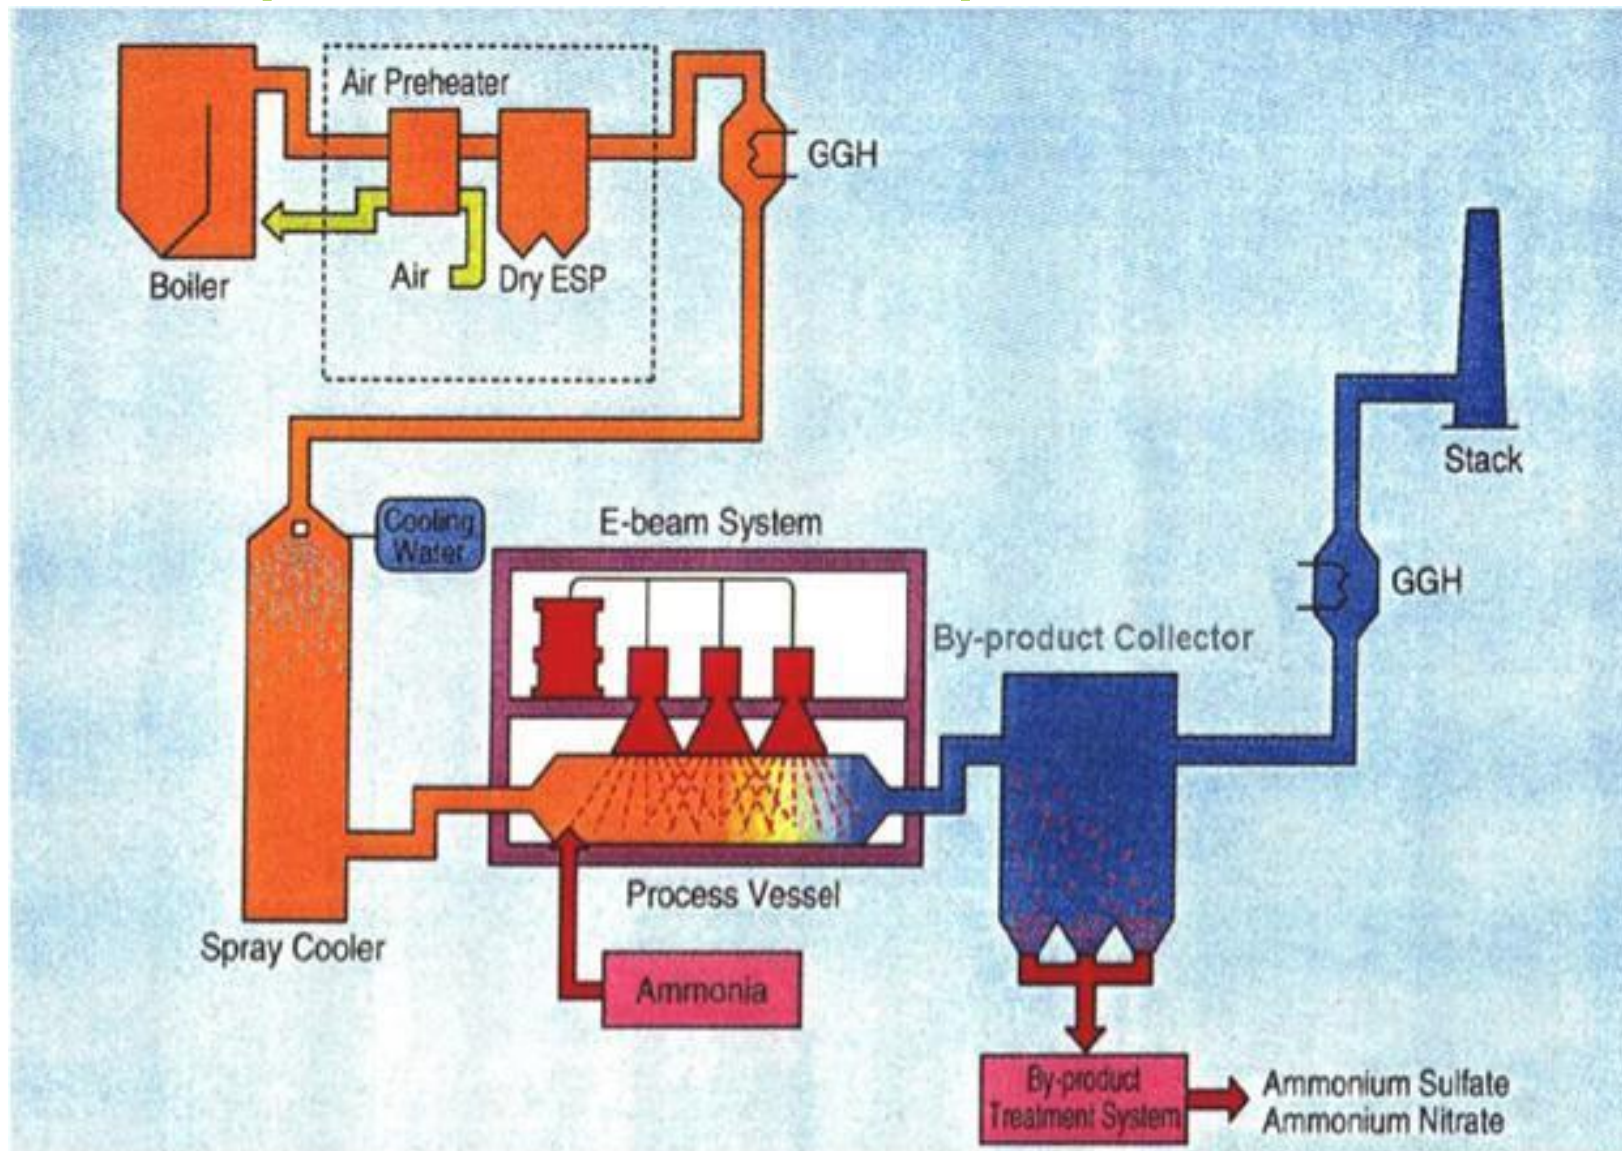 Air Preheater
GGH
Boiler
Air
Dry ESP
Stack
Cooling
Water
E-beam System
GGH
By-product Collector
Process Vessel
Spray Cooler
Ammonia
By-product
Treatment System
Ammonium Sulfate
Ammonium Nitrate